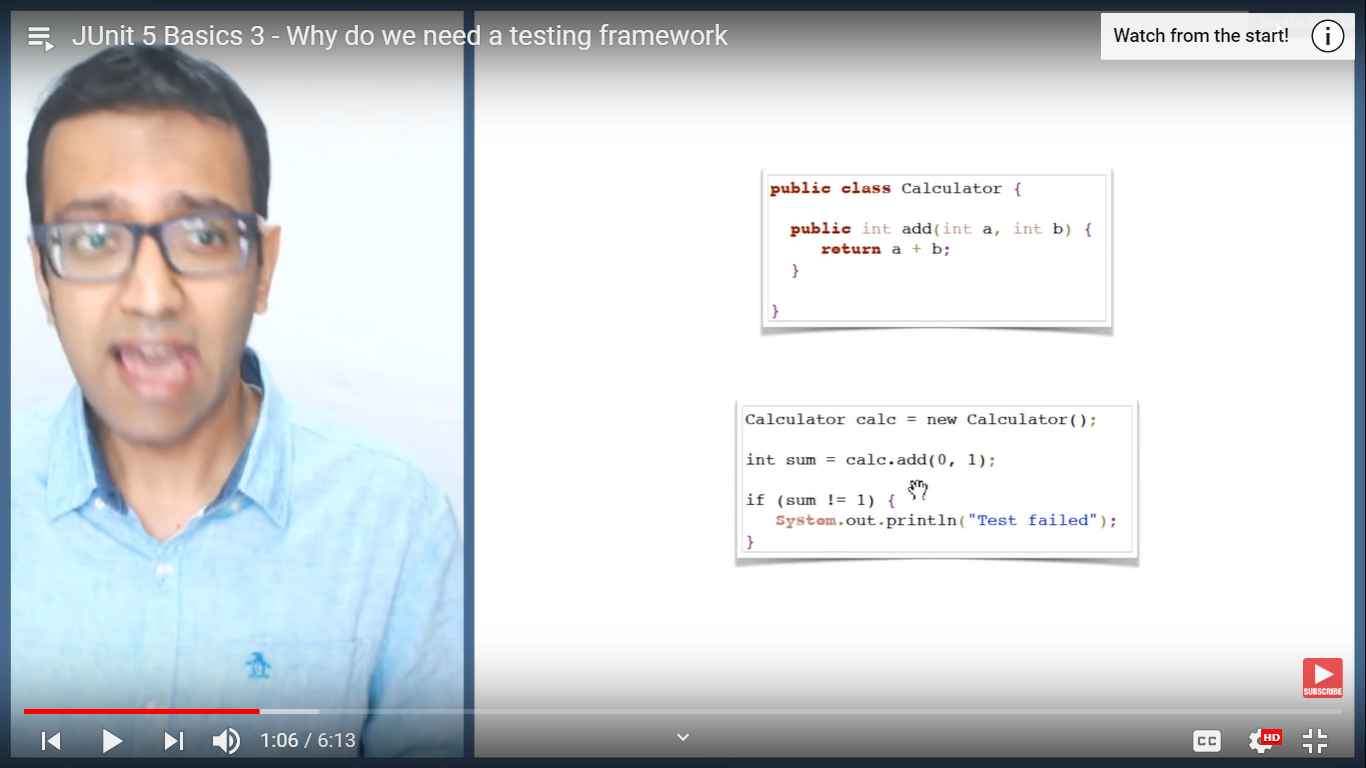 JUnit 5 Basics 3 - Why do we need a testing framework
Watch from the start!
public class Calculator {
public int add(int a, int b) {
return a + b;
}
}
Calculator calc = new Calculator();
int sum = calc.add(0, 1);
if (sum != 1) {
System.out.println("Test failed");
}
SUBSCRIBE
1:06 / 6:13
CC
HD